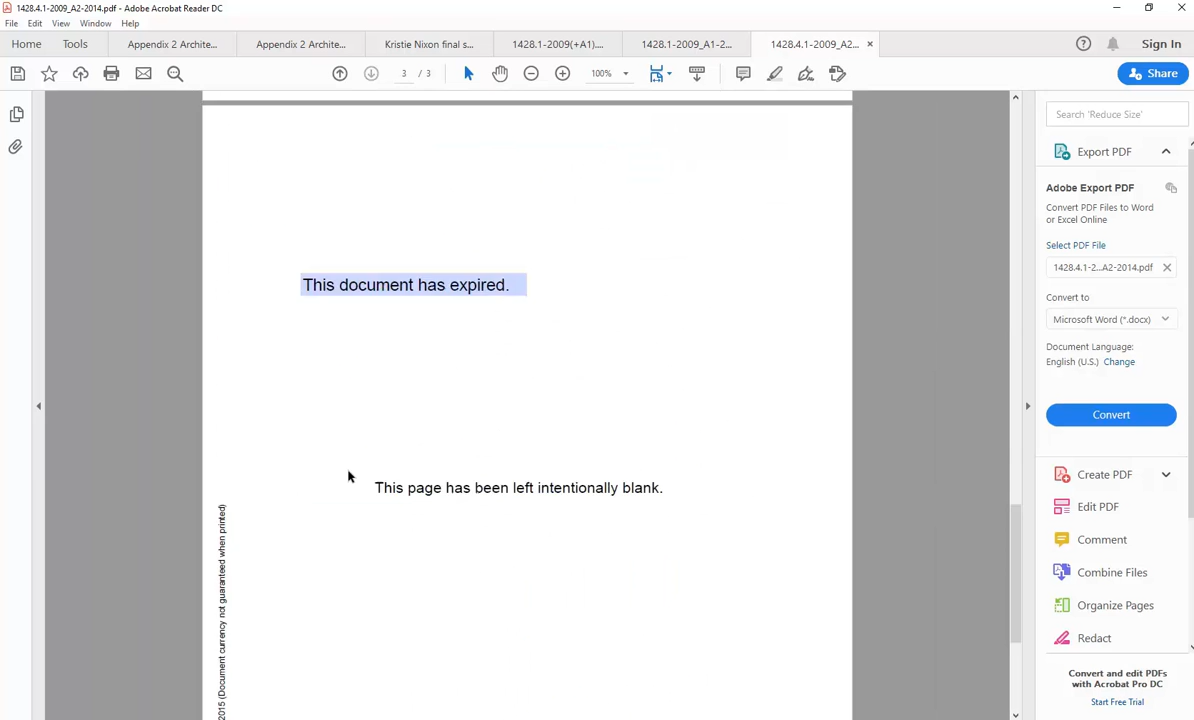 1428.4.1-2009_A2-2014.pdf - Adobe Acrobat Reader DC
File Edit View Window Help
Home Tools Appendix 2 Archite... Appendix 2 Archite... Kristie Nixon final s... 1428.1-2009(+A1).... 1428.1-2009_A1-2... 1428.4.1-2009_A2... × Sign In
3 / 3 100% Share
Search 'Reduce Size'
This document has expired.
This page has been left intentionally blank.
2015 (Document currency not guaranteed when printed)
Export PDF
Adobe Export PDF
Convert PDF Files to Word
or Excel Online
Select PDF File
1428.4.1-2...A2-2014.pdf
Convert to
Microsoft Word (*.docx)
Document Language:
English (U.S.) Change
Convert
Create PDF
Edit PDF
Comment
Combine Files
Organize Pages
Redact
Convert and edit PDFs
with Acrobat Pro DC
Start Free Trial